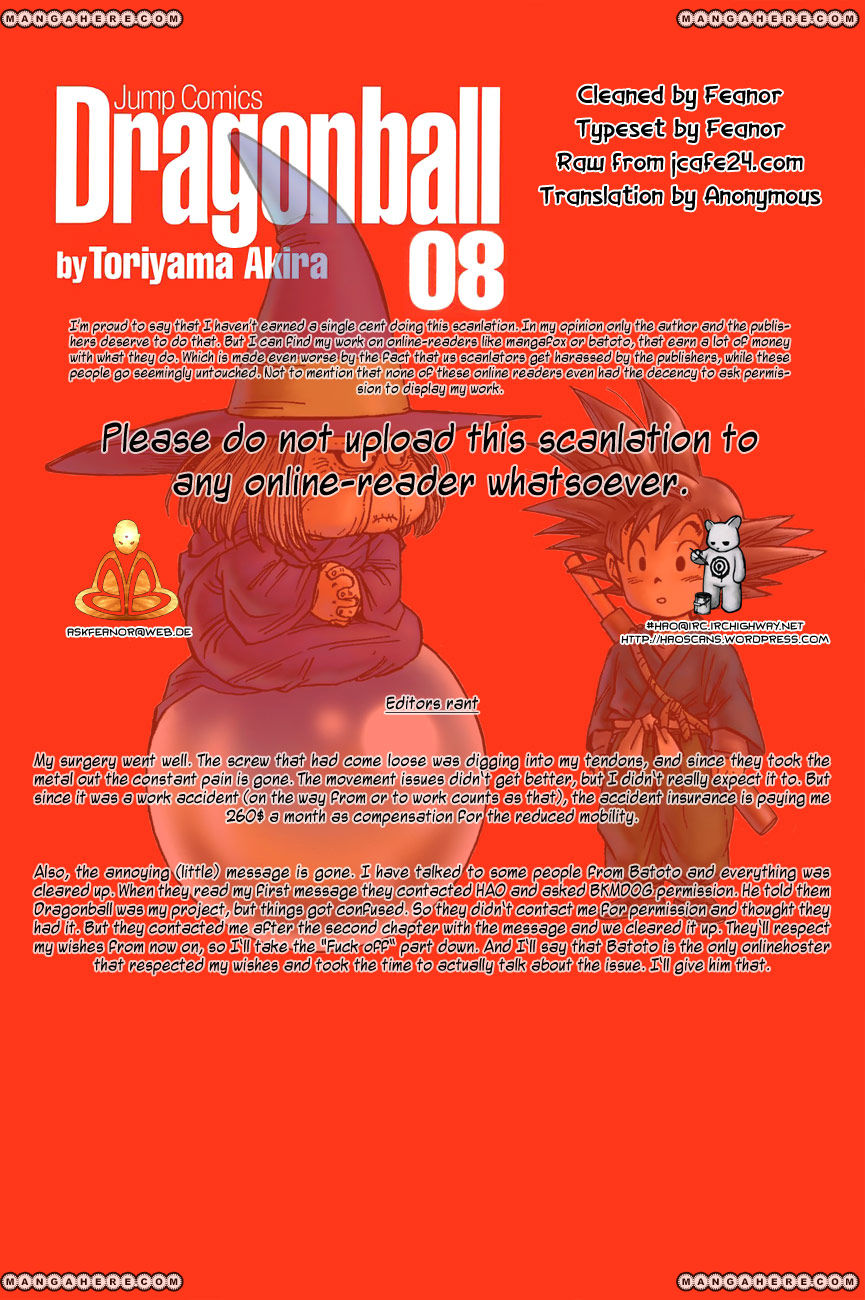 MANGAHERE.COM
MANGAHERE.COM
Jump Comics
Dragonball
by Toriyama Akira
08
Cleaned by Feanor
Typeset by Feanor
Raw from jcafe24.com
Translation by Anonymous
I'm proud to say that I haven't earned a single cent doing this scanlation. In my opinion only the author and the publis-
hers deserve to do that. But I can find my work on online-readers like mangafox or batoto, that earn a lot of money
with what they do. Which is made even worse by the fact that us scanlators get harassed by the publishers, while these
people go seemingly untouched. Not to mention that none of these online readers even had the decency to ask permis-
sion to display my work.
Please do not upload this scanlation to
any online-reader whatsoever.
ASKFEANOR@WEB.DE
#HAO@IRC.IRCHIGHWAY.NET
HTTP://HAOSCANS.WORDPRESS.COM
Editors rant
My surgery went well. The screw that had come loose was digging into my tendons, and since they took the
metal out the constant pain is gone. The movement issues didn't get better, but I didn't really expect it to. But
since it was a work accident (on the way from or to work counts as that), the accident insurance is paying me
260$ a month as compensation for the reduced mobility.
Also, the annoying (little) message is gone. I have talked to some people from Batoto and everything was
cleared up. When they read my first message they contacted HAO and asked BKMDOG permission. He told them
Dragonball was my project, but things got confused. So they didn't contact me for permission and thought they
had it. But they contacted me after the second chapter with the message and we cleared it up. They'll respect
my wishes from now on, so I'll take the "Fuck off" part down. And I'll say that Batoto is the only onlinehoster
that respected my wishes and took the time to actually talk about the issue. I'll give him that.
MANGAHERE.COM
MANGAHERE.COM